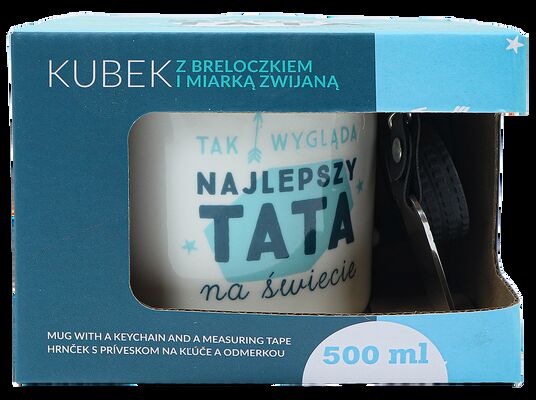 KUBEK Z BRELOCZKIEM
I MIARKĄ ZWIJANĄ
TAK WYGLĄDA
NAJLEPSZY
TATA
na świecie
MUG WITH A KEYCHAIN AND A MEASURING TAPE
HRNČEK S PRÍVESKOM NA KĽÚČE A ODMERKOU
500 ml